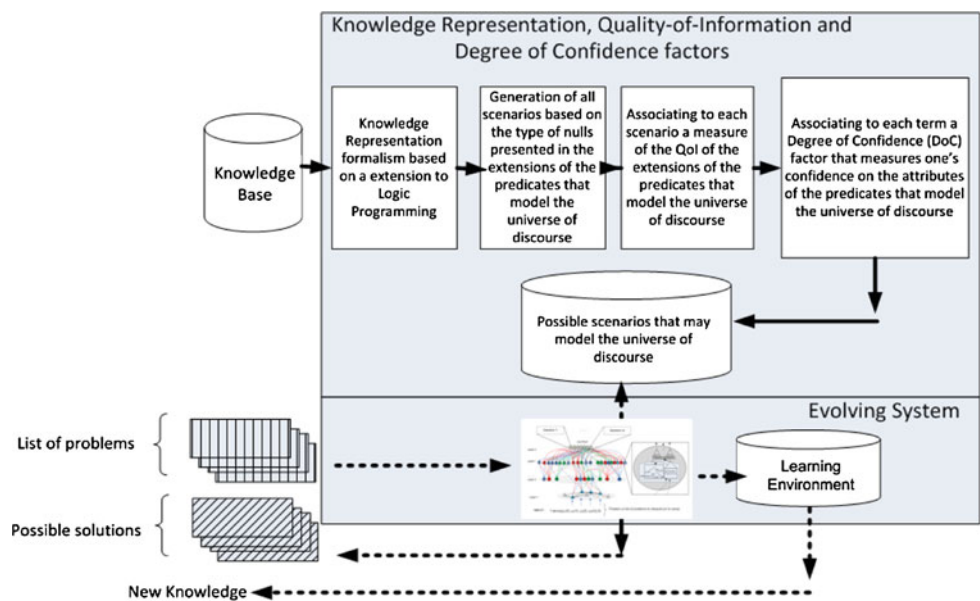 Knowledge Representation, Quality-of-Information and
Degree of Confidence factors
Knowledge
Base
Knowledge
Representation
formalism based
on a extension to
Logic
Programming
Generation of all
scenarios based on
the type of nulls
presented in the
extensions of the
predicates that
model the
universe of
discourse
Associating to each
scenario a measure
of the QoI of the
extensions of the
predicates that
model the universe
of discourse
Associating to each term a
Degree of Confidence (DoC)
factor that measures one's
confidence on the attributes
of the predicates that model
the universe of discourse
Possible scenarios that may
model the universe of
discourse
Evolving System
List of problems
Learning
Environment
Possible solutions
New Knowledge